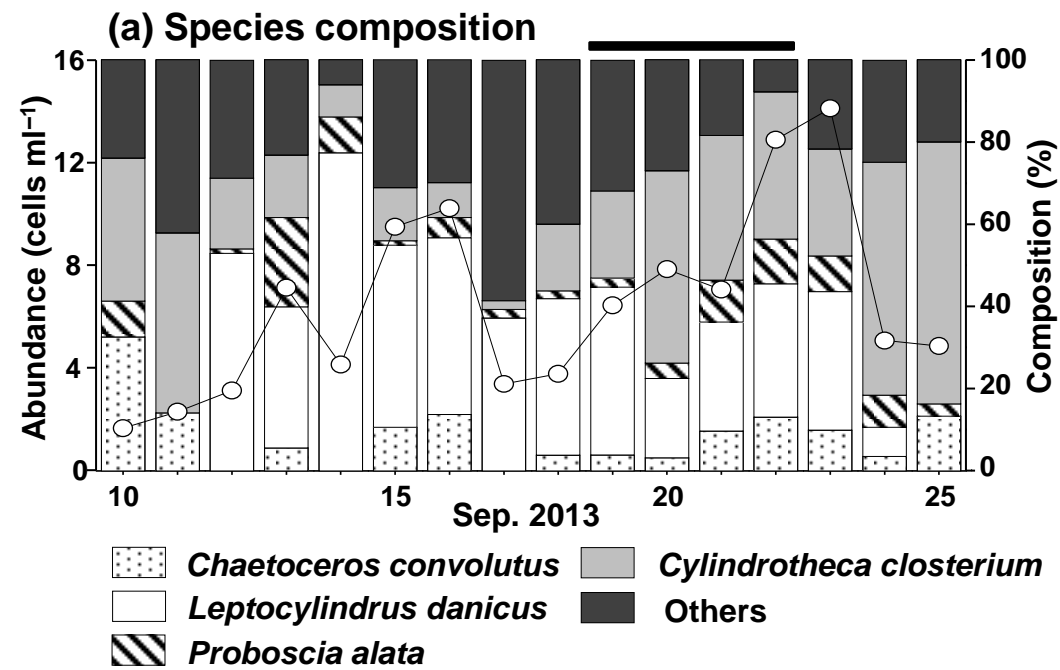 (a) Species composition
Abundance (cells ml⁻¹)
16
12
8
4
0
100
80
60
40
20
0
Composition (%)
10
15
20
25
Sep. 2013
Chaetoceros convolutus
Cylindrotheca closterium
Leptocylindrus danicus
Others
Proboscia alata